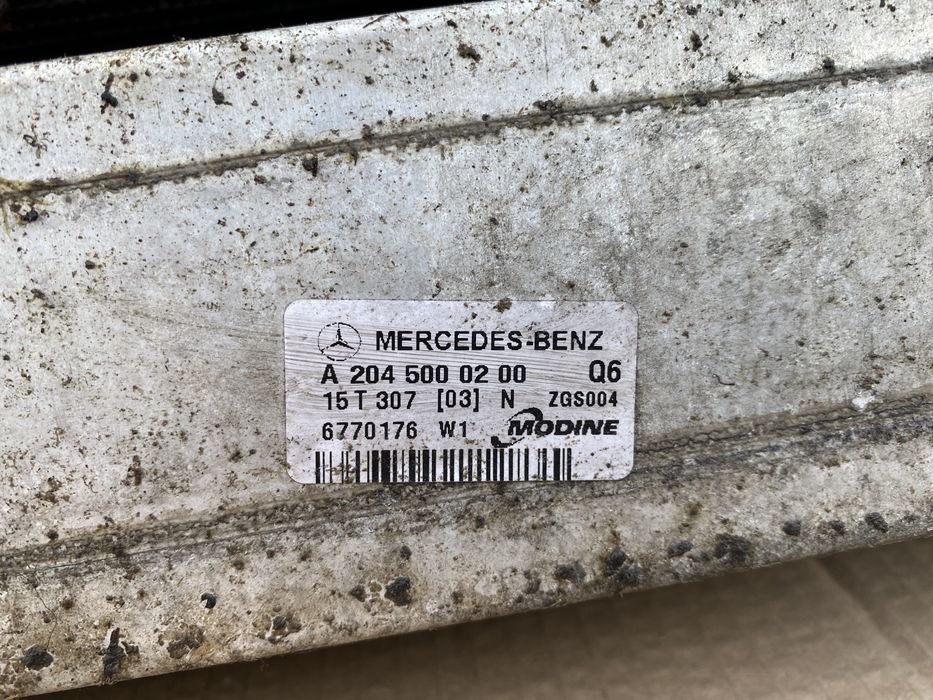 MERCEDES-BENZ
A 204 500 02 00 Q6
15 T 307 [03] N ZGS004
6770176 W1 MODINE